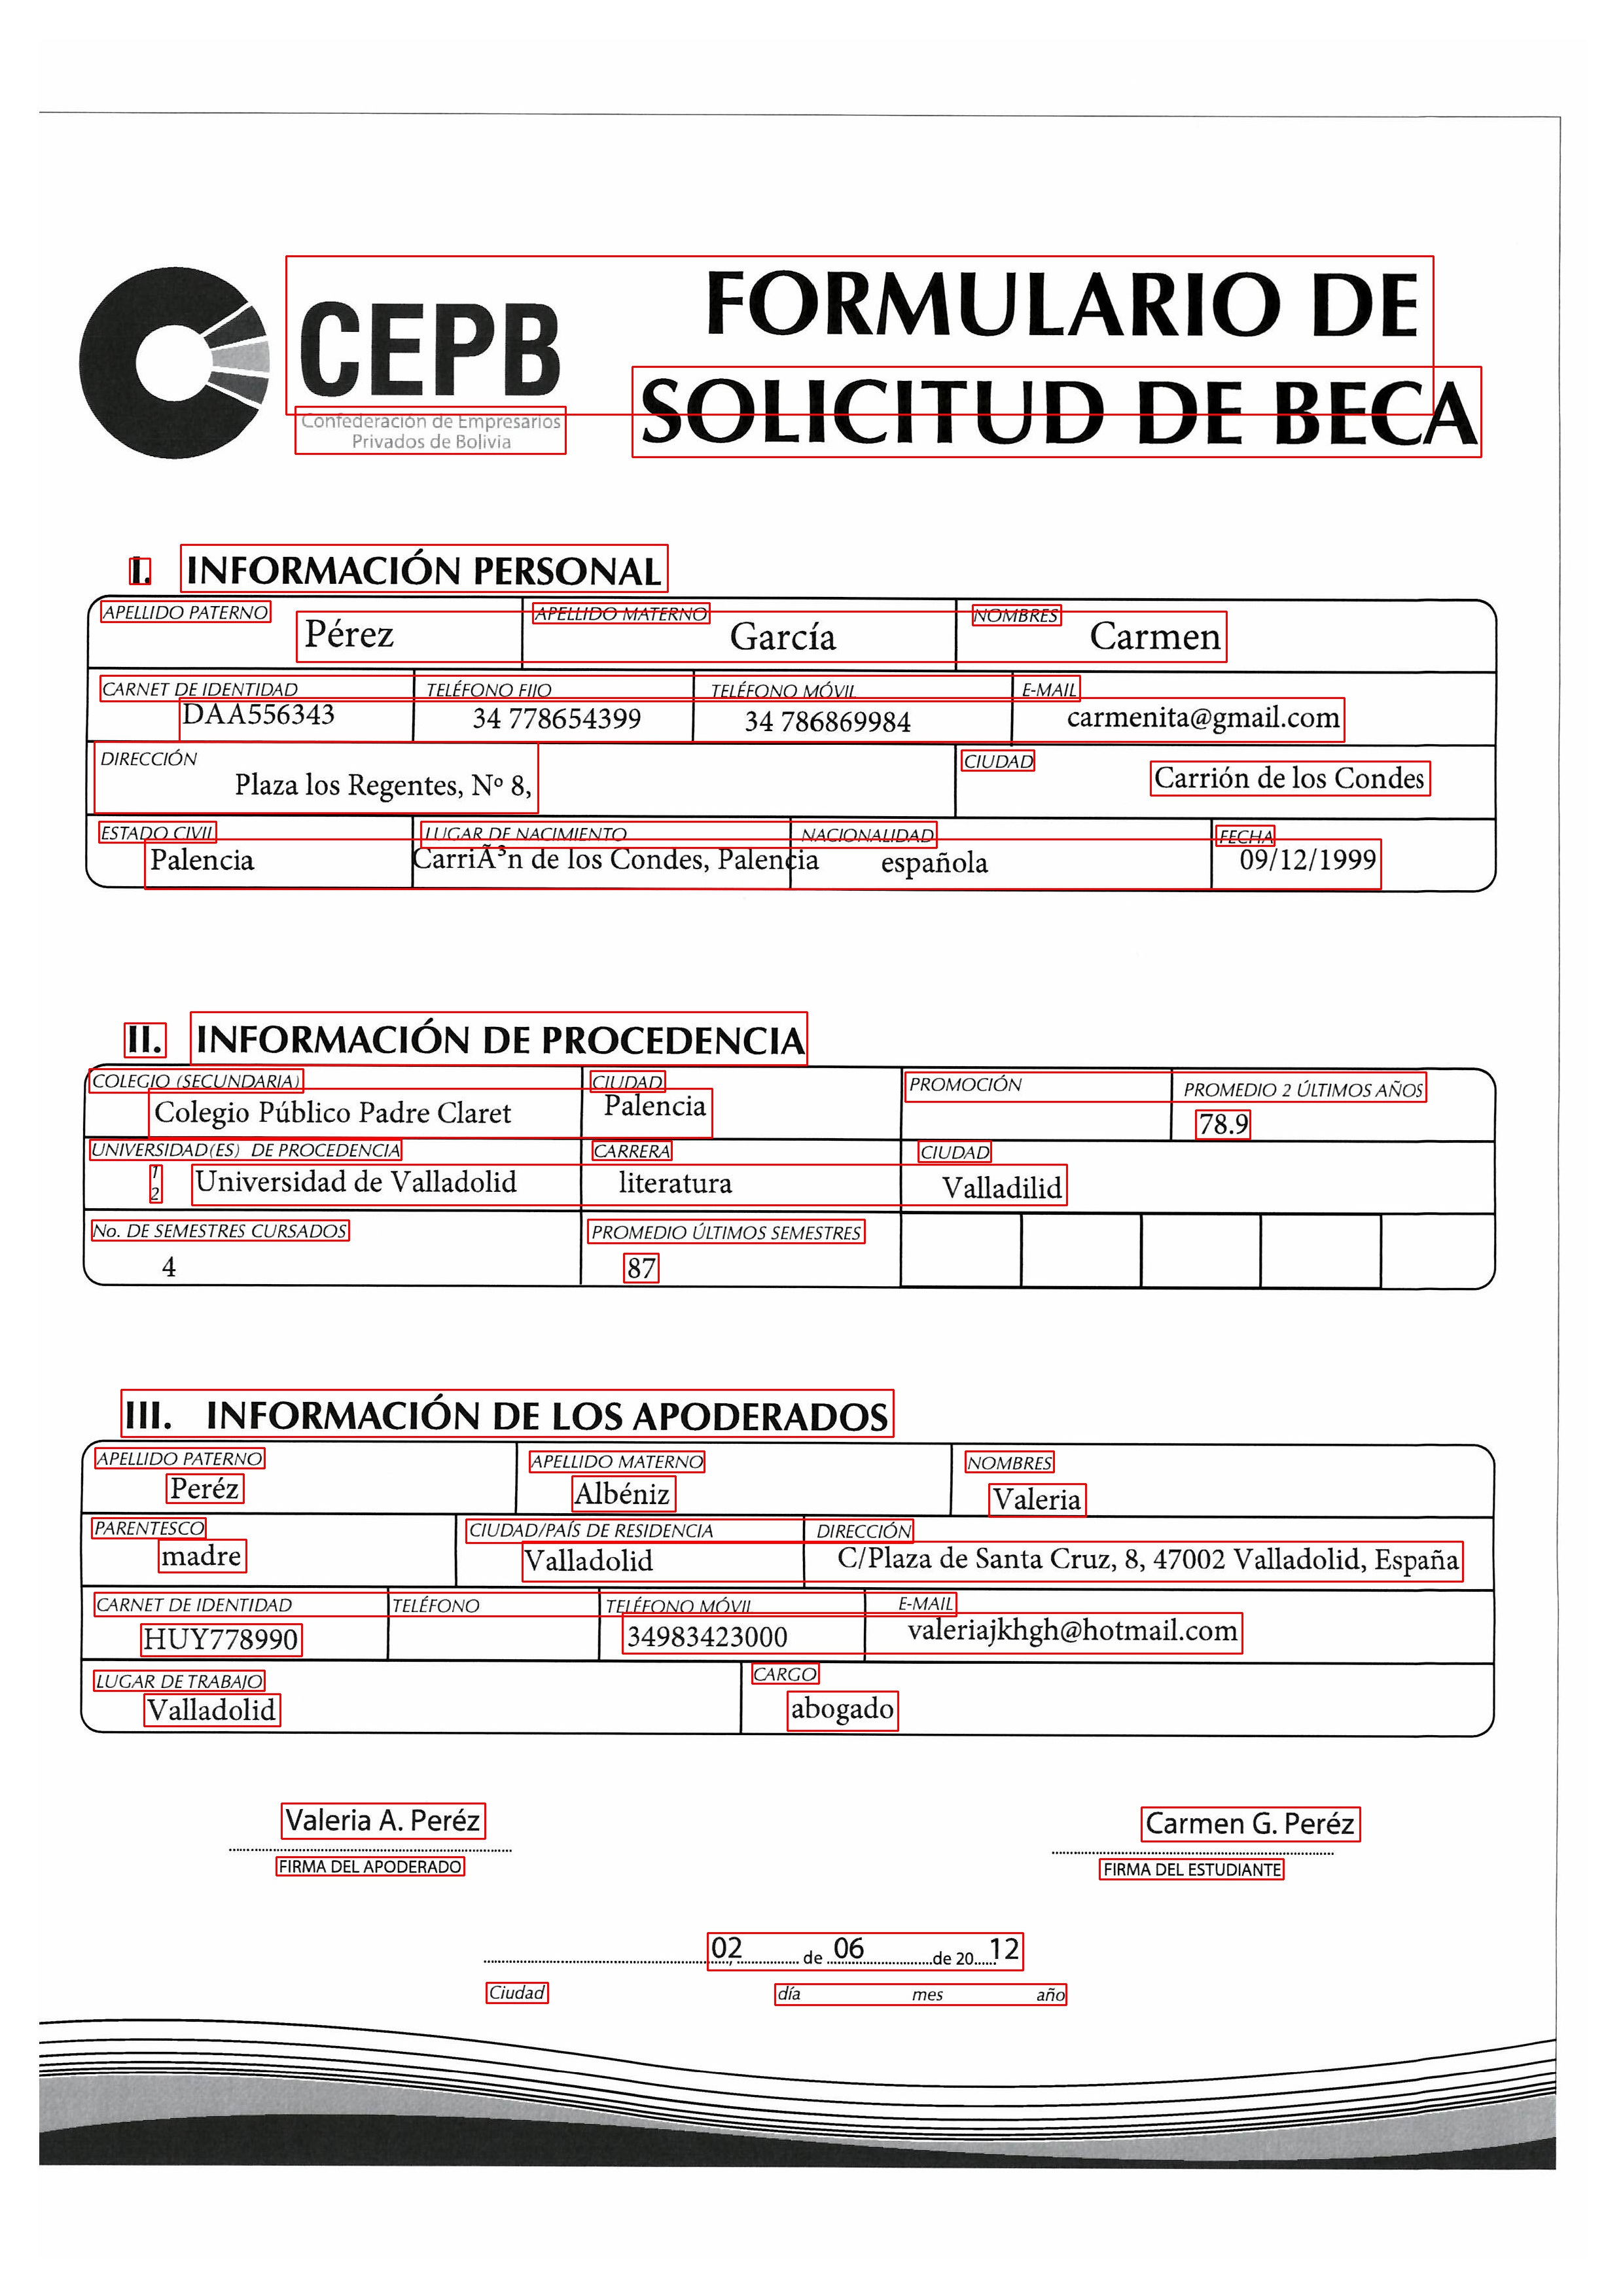 CEPB
Confederación de Empresarios
Privados de Bolivia
FORMULARIO DE
SOLICITUD DE BECA
I. INFORMACIÓN PERSONAL
APELLIDO PATERNO APELLIDO MATERNO NOMBRES
Pérez García Carmen
CARNET DE IDENTIDAD TELÉFONO FIJO TELÉFONO MÓVIL E-MAIL
DAA556343 34 778654399 34 786869984 carmenita@gmail.com
DIRECCIÓN CIUDAD
Plaza los Regentes, Nº 8, Carrión de los Condes
ESTADO CIVIL LUGAR DE NACIMIENTO NACIONALIDAD FECHA
Palencia CarriÃ³n de los Condes, Palencia española 09/12/1999
II. INFORMACIÓN DE PROCEDENCIA
COLEGIO (SECUNDARIA) CIUDAD PROMOCIÓN PROMEDIO 2 ÚLTIMOS AÑOS
Colegio Público Padre Claret Palencia 78.9
UNIVERSIDAD(ES) DE PROCEDENCIA CARRERA CIUDAD
1 Universidad de Valladolid literatura Valladilid
2
No. DE SEMESTRES CURSADOS PROMEDIO ÚLTIMOS SEMESTRES
4 87
III. INFORMACIÓN DE LOS APODERADOS
APELLIDO PATERNO APELLIDO MATERNO NOMBRES
Peréz Albéniz Valeria
PARENTESCO CIUDAD/PAÍS DE RESIDENCIA DIRECCIÓN
madre Valladolid C/Plaza de Santa Cruz, 8, 47002 Valladolid, España
CARNET DE IDENTIDAD TELÉFONO TELÉFONO MÓVIL E-MAIL
HUY778990 34983423000 valeriajkhgh@hotmail.com
LUGAR DE TRABAJO CARGO
Valladolid abogado
Valeria A. Peréz Carmen G. Peréz
FIRMA DEL APODERADO FIRMA DEL ESTUDIANTE
, 02 de 06 de 20 12
Ciudad día mes año